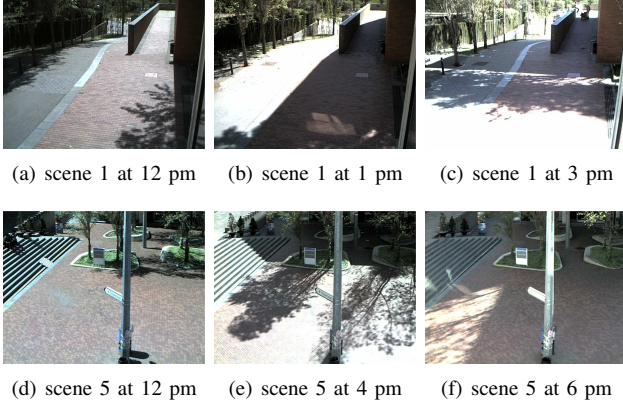 (a) scene 1 at 12 pm
(b) scene 1 at 1 pm
(c) scene 1 at 3 pm
(d) scene 5 at 12 pm
(e) scene 5 at 4 pm
(f) scene 5 at 6 pm